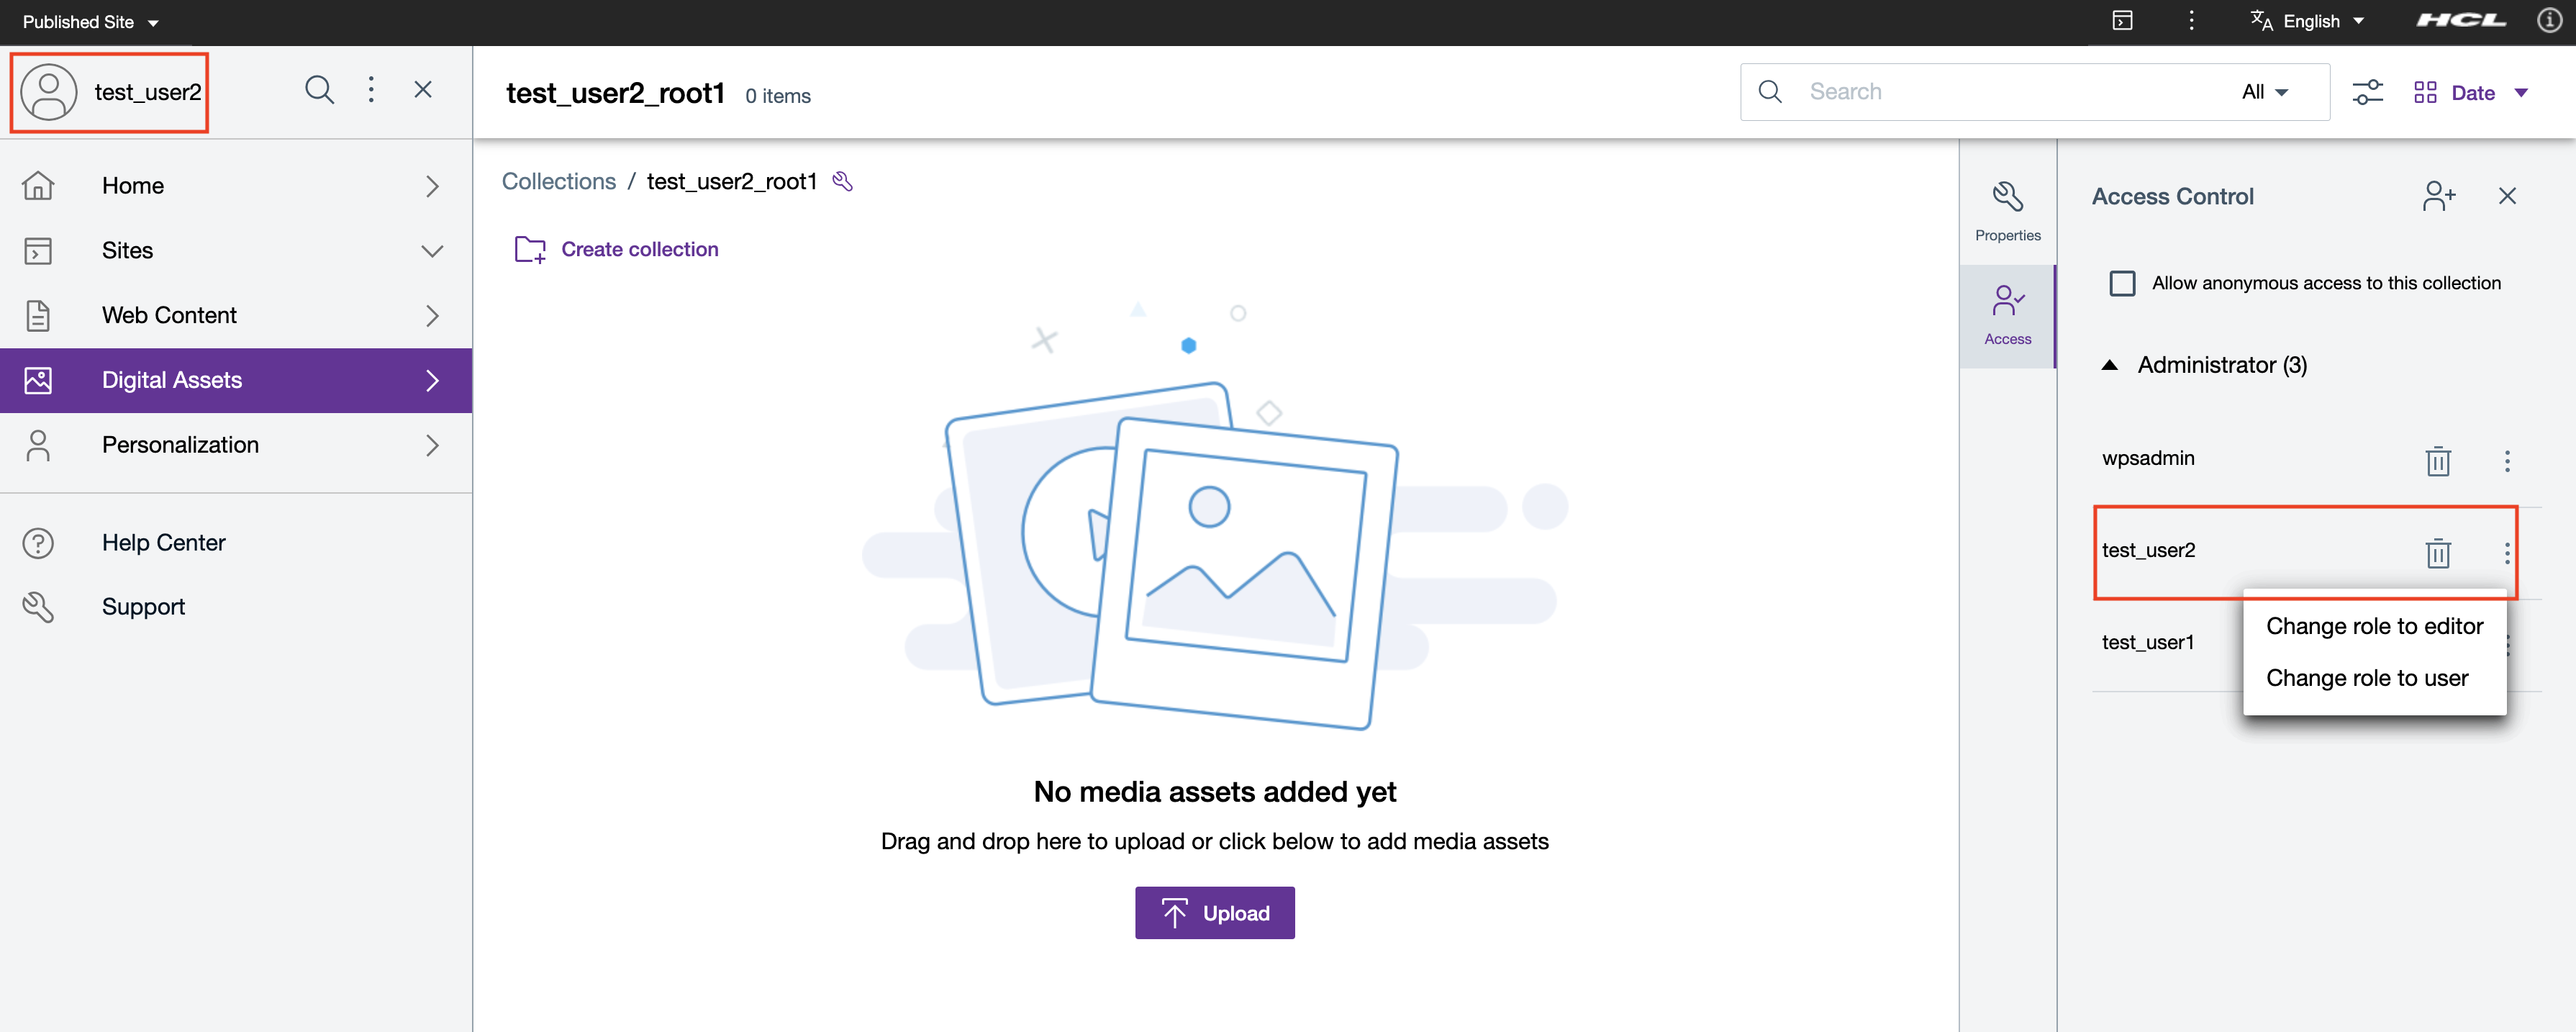 Published Site
English
HCL
test_user2
test_user2_root1 0 items
Search
All
Date
Home
Sites
Web Content
Digital Assets
Personalization
Help Center
Support
Collections / test_user2_root1
Create collection
No media assets added yet
Drag and drop here to upload or click below to add media assets
Upload
Properties
Access
Access Control
Allow anonymous access to this collection
Administrator (3)
wpsadmin
test_user2
test_user1
Change role to editor
Change role to user